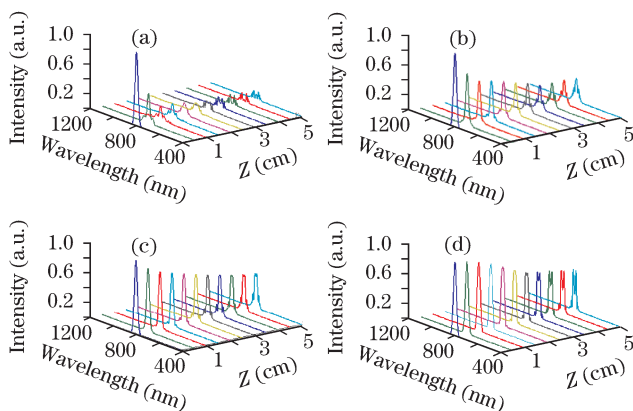 (a)
Intensity (a.u.)
1.0
0.6
0.2
1200
800
400
Wavelength (nm)
1
3
5
Z (cm)
(b)
Intensity (a.u.)
1.0
0.6
0.2
1200
800
400
Wavelength (nm)
1
3
5
Z (cm)
(c)
Intensity (a.u.)
1.0
0.6
0.2
1200
800
400
Wavelength (nm)
1
3
5
Z (cm)
(d)
Intensity (a.u.)
1.0
0.6
0.2
1200
800
400
Wavelength (nm)
1
3
5
Z (cm)